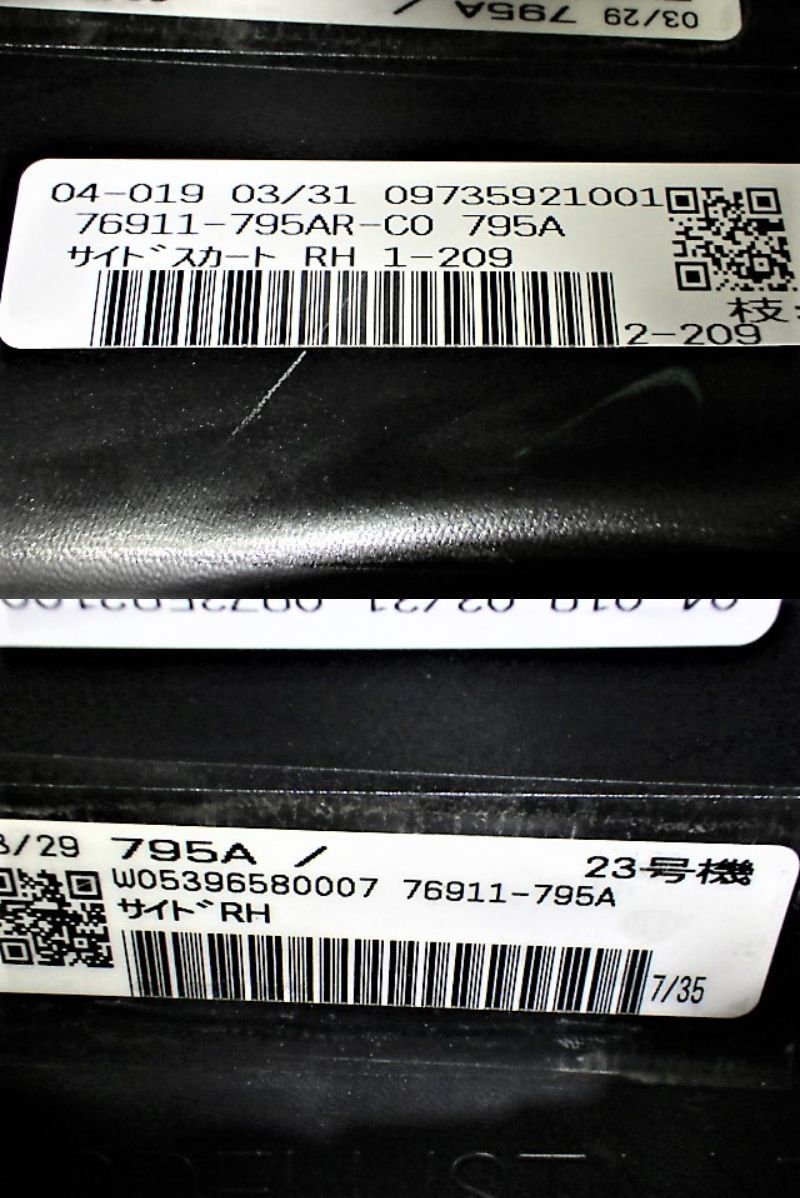 03/29 795A /
04-019 03/31 09735921001
76911-795AR-C0 795A
サイドスカート RH 1-209
枝
2-209
/29 795A / 23号機
W05396580007 76911-795A
サイドRH
7/35